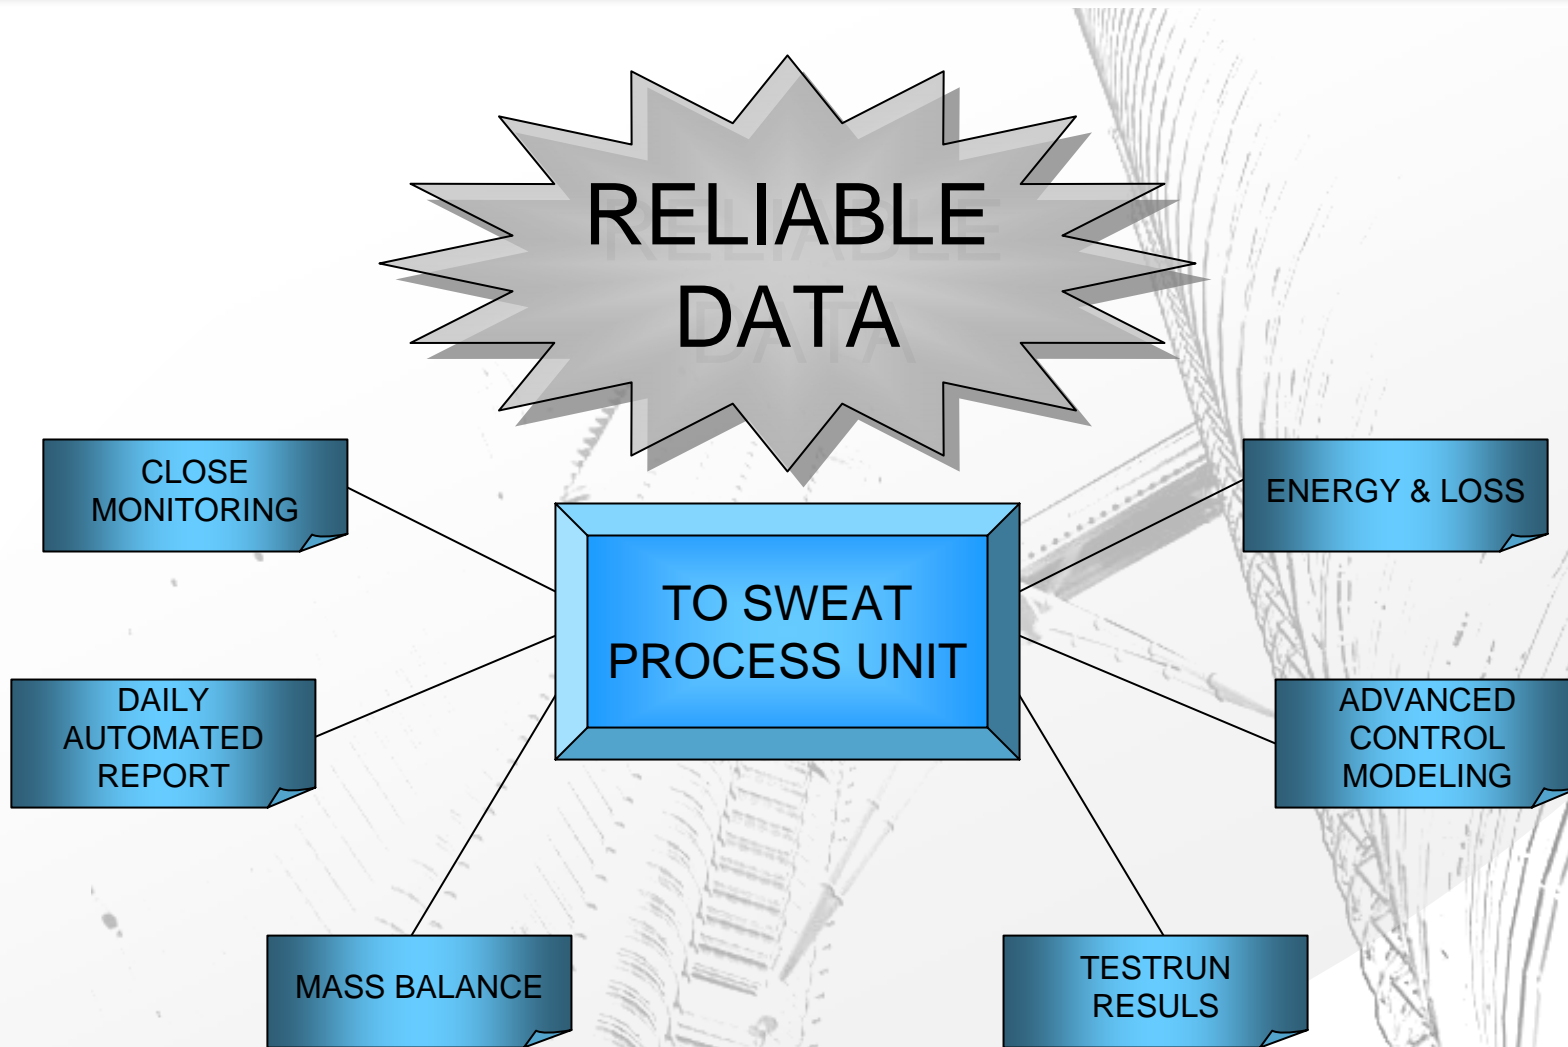 RELIABLE
DATA
CLOSE
MONITORING
ENERGY & LOSS
TO SWEAT
PROCESS UNIT
DAILY
AUTOMATED
REPORT
ADVANCED
CONTROL
MODELING
MASS BALANCE
TESTRUN
RESULS